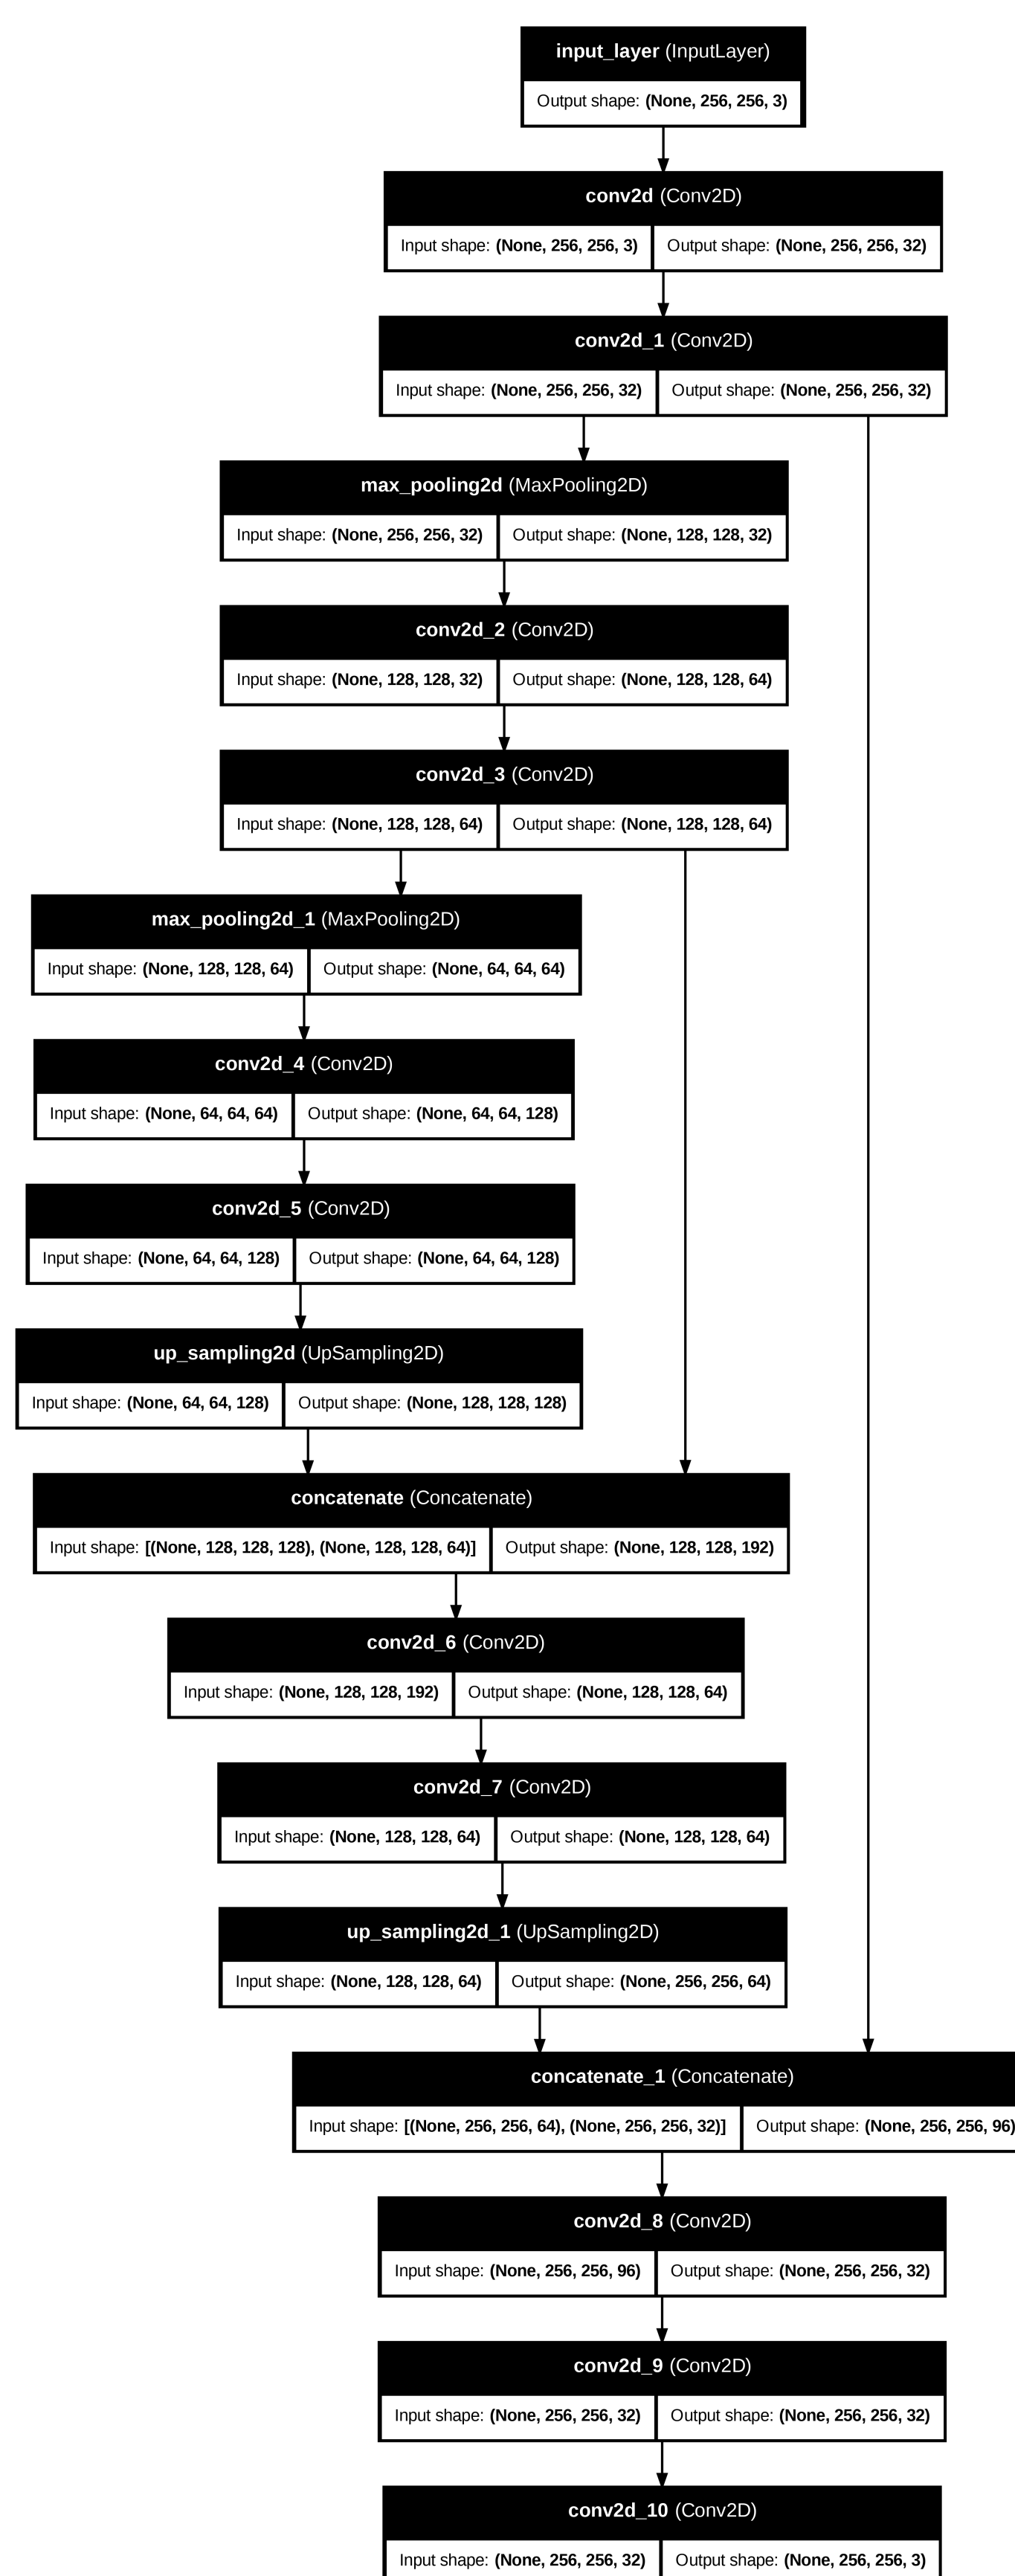 input_layer (InputLayer)
Output shape: (None, 256, 256, 3)
conv2d (Conv2D)
Input shape: (None, 256, 256, 3) Output shape: (None, 256, 256, 32)
conv2d_1 (Conv2D)
Input shape: (None, 256, 256, 32) Output shape: (None, 256, 256, 32)
max_pooling2d (MaxPooling2D)
Input shape: (None, 256, 256, 32) Output shape: (None, 128, 128, 32)
conv2d_2 (Conv2D)
Input shape: (None, 128, 128, 32) Output shape: (None, 128, 128, 64)
conv2d_3 (Conv2D)
Input shape: (None, 128, 128, 64) Output shape: (None, 128, 128, 64)
max_pooling2d_1 (MaxPooling2D)
Input shape: (None, 128, 128, 64) Output shape: (None, 64, 64, 64)
conv2d_4 (Conv2D)
Input shape: (None, 64, 64, 64) Output shape: (None, 64, 64, 128)
conv2d_5 (Conv2D)
Input shape: (None, 64, 64, 128) Output shape: (None, 64, 64, 128)
up_sampling2d (UpSampling2D)
Input shape: (None, 64, 64, 128) Output shape: (None, 128, 128, 128)
concatenate (Concatenate)
Input shape: [(None, 128, 128, 128), (None, 128, 128, 64)] Output shape: (None, 128, 128, 192)
conv2d_6 (Conv2D)
Input shape: (None, 128, 128, 192) Output shape: (None, 128, 128, 64)
conv2d_7 (Conv2D)
Input shape: (None, 128, 128, 64) Output shape: (None, 128, 128, 64)
up_sampling2d_1 (UpSampling2D)
Input shape: (None, 128, 128, 64) Output shape: (None, 256, 256, 64)
concatenate_1 (Concatenate)
Input shape: [(None, 256, 256, 64), (None, 256, 256, 32)] Output shape: (None, 256, 256, 96)
conv2d_8 (Conv2D)
Input shape: (None, 256, 256, 96) Output shape: (None, 256, 256, 32)
conv2d_9 (Conv2D)
Input shape: (None, 256, 256, 32) Output shape: (None, 256, 256, 32)
conv2d_10 (Conv2D)
Input shape: (None, 256, 256, 32) Output shape: (None, 256, 256, 3)